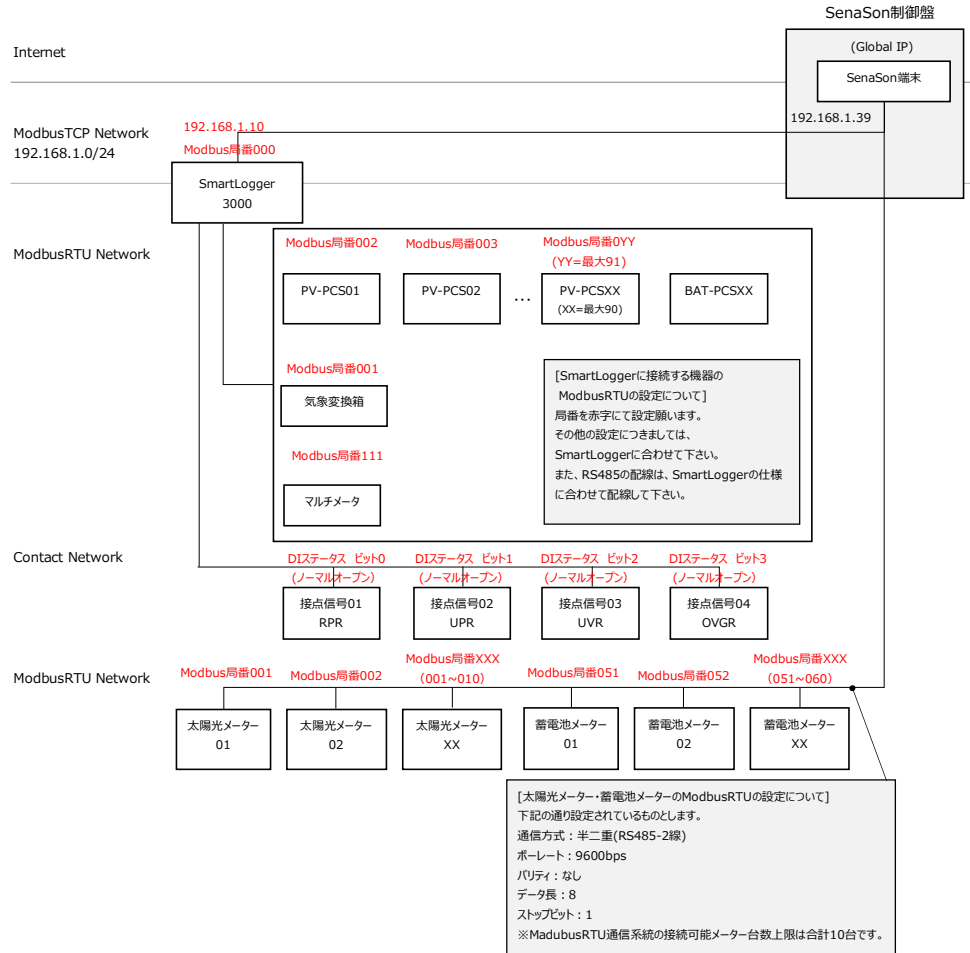 SenaSon制御盤
Internet
(Global IP)
SenaSon端末
192.168.1.39
ModbusTCP Network
192.168.1.0/24
192.168.1.10
Modbus局番000
SmartLogger
3000
ModbusRTU Network
Modbus局番002
Modbus局番003
Modbus局番0YY
(YY=最大91)
PV-PCS01
PV-PCS02
…
PV-PCSXX
(XX=最大90)
BAT-PCSXX
Modbus局番001
気象変換箱
Modbus局番111
マルチメータ
[SmartLoggerに接続する機器の
ModbusRTUの設定について]
局番を赤字にて設定願います。
その他の設定につきましては、
SmartLoggerに合わせて下さい。
また、RS485の配線は、SmartLoggerの仕様
に合わせて配線して下さい。
Contact Network
DIステータス ビット0
(ノーマルオープン)
DIステータス ビット1
(ノーマルオープン)
DIステータス ビット2
(ノーマルオープン)
DIステータス ビット3
(ノーマルオープン)
接点信号01
RPR
接点信号02
UPR
接点信号03
UVR
接点信号04
OVGR
ModbusRTU Network
Modbus局番001
Modbus局番002
Modbus局番XXX
(001~010)
Modbus局番051
Modbus局番052
Modbus局番XXX
(051~060)
太陽光メーター
01
太陽光メーター
02
太陽光メーター
XX
蓄電池メーター
01
蓄電池メーター
02
蓄電池メーター
XX
[太陽光メーター・蓄電池メーターのModbusRTUの設定について]
下記の通り設定されているものとします。
通信方式：半二重(RS485-2線)
ボーレート：9600bps
パリティ：なし
データ長：8
ストップビット：1
※MadubusRTU通信系統の接続可能メーター台数上限は合計10台です。